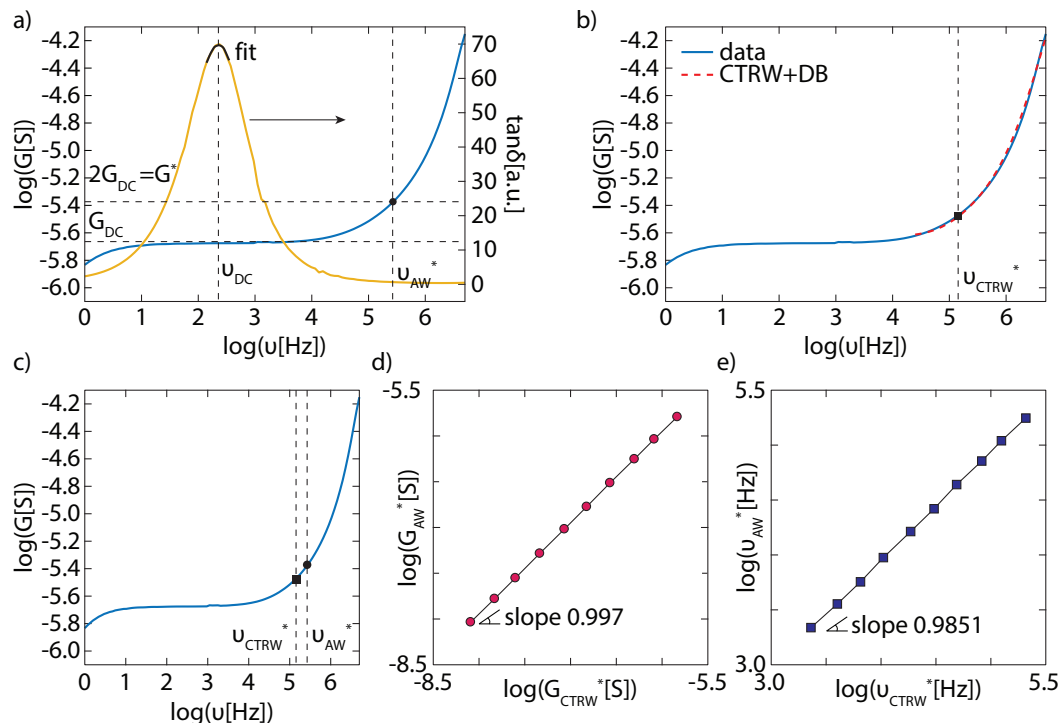 a)
log(G[S])
-4.2
-4.4
-4.6
-4.8
-5.0
-5.2
-5.4
-5.6
-5.8
-6.0
fit
2G_DC=G*
G_DC
υ_DC
υ_AW*
70
60
50
40
30
20
10
0
tanδ[a.u.]
0 1 2 3 4 5 6
log(υ[Hz])
b)
log(G[S])
-4.2
-4.4
-4.6
-4.8
-5.0
-5.2
-5.4
-5.6
-5.8
-6.0
data
CTRW+DB
υ_CTRW*
0 1 2 3 4 5 6
log(υ[Hz])
c)
log(G[S])
-4.2
-4.4
-4.6
-4.8
-5.0
-5.2
-5.4
-5.6
-5.8
-6.0
υ_CTRW* υ_AW*
0 1 2 3 4 5 6
log(υ[Hz])
d)
-5.5
log(G_AW*[S])
slope 0.997
-8.5
-8.5 -5.5
log(G_CTRW*[S])
e)
5.5
log(υ_AW*[Hz])
slope 0.9851
3.0
3.0 5.5
log(υ_CTRW*[Hz])